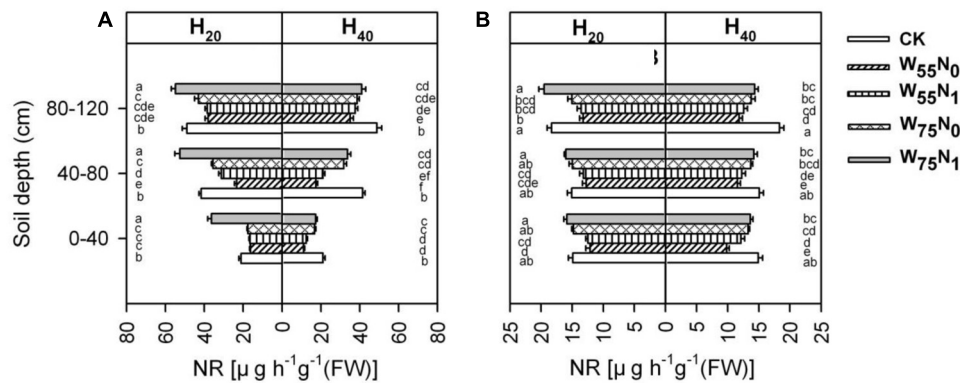 A
B
H20 H40
H20 H40
CK
W55N0
W55N1
W75N0
W75N1
Soil depth (cm)
80-120
40-80
0-40
a
c
cde
cde
b
a
c
d
e
b
a
c
c
c
b
cd
cde
d
e
b
cd
cd
ef
f
b
c
c
d
d
b
a
bcd
bcd
b
a
a
ab
cd
cde
ab
a
ab
cd
d
ab
bc
bc
cd
d
a
bc
bcd
de
e
ab
bc
cd
d
e
ab
80 60 40 20 0 20 40 60 80
25 20 15 10 5 0 5 10 15 20 25
NR [µ g h-1g-1(FW)]
NR [µ g h-1g-1(FW)]